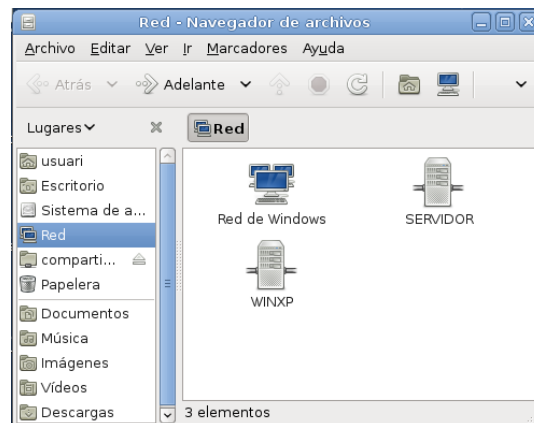 Red - Navegador de archivos
Archivo Editar Ver Ir Marcadores Ayuda
Atrás Adelante
Lugares
Red
usuari
Escritorio
Sistema de a...
Red
comparti...
Papelera
Documentos
Música
Imágenes
Vídeos
Descargas
Red de Windows
SERVIDOR
WINXP
3 elementos